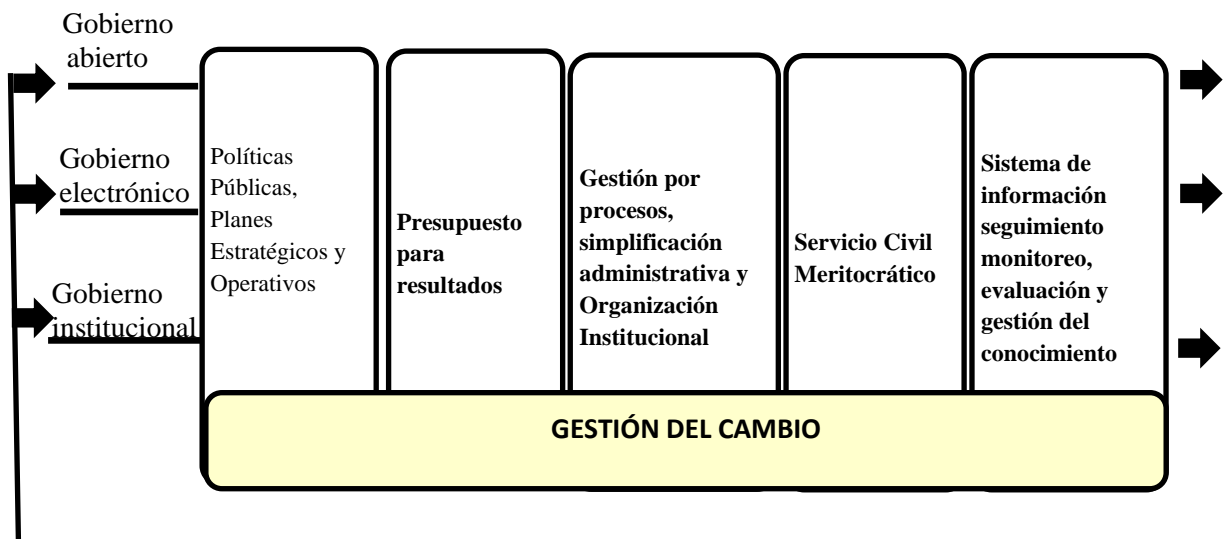 Gobierno
abierto
Gobierno
electrónico
Gobierno
institucional
Políticas
Públicas,
Planes
Estratégicos y
Operativos
Presupuesto
para
resultados
Gestión por
procesos,
simplificación
administrativa y
Organización
Institucional
Servicio Civil
Meritocrático
Sistema de
información
seguimiento
monitoreo,
evaluación y
gestión del
conocimiento
GESTIÓN DEL CAMBIO